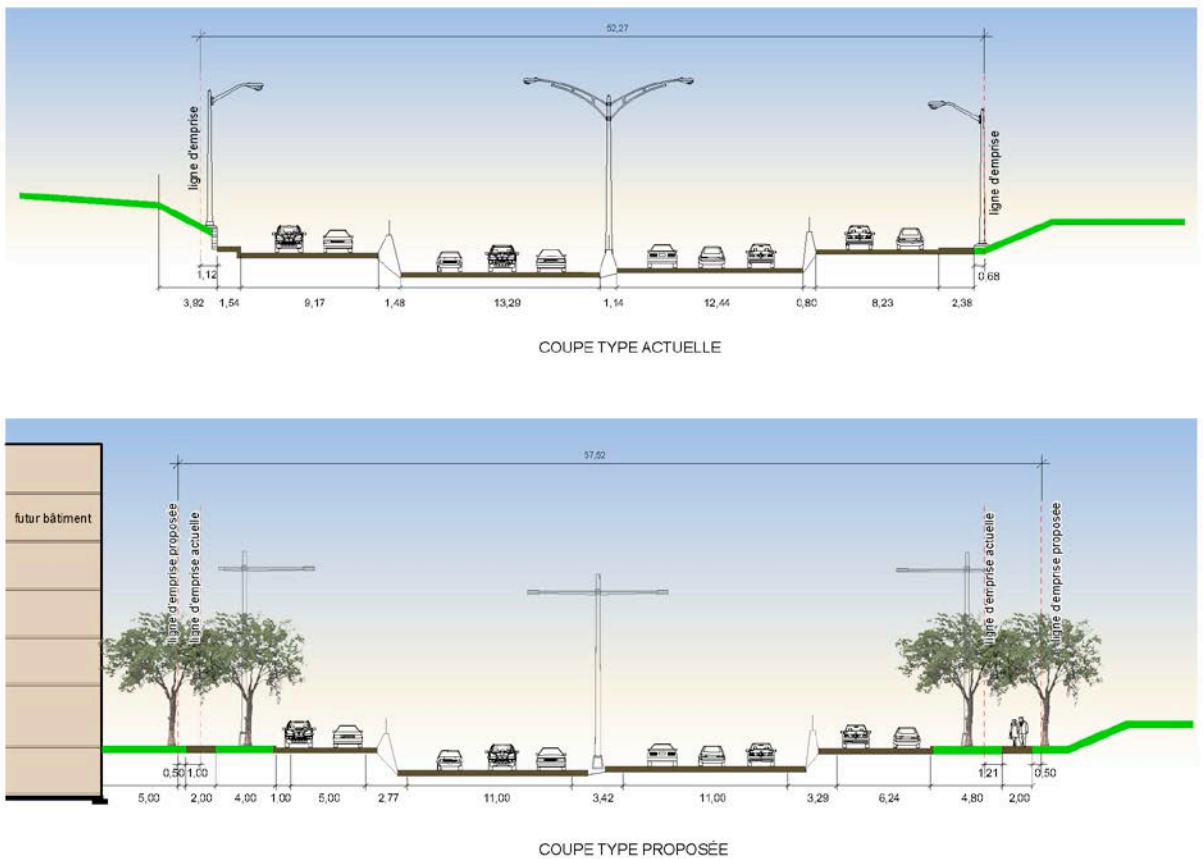 52,27
ligne d'emprise
ligne d'emprise
1,12
0,68
3,92 1,54 9,17 1,48 13,29 1,14 12,44 0,80 8,23 2,38
COUPE TYPE ACTUELLE
57,52
futur bâtiment
ligne d'emprise proposée
ligne d'emprise actuelle
ligne d'emprise actuelle
ligne d'emprise proposée
0,50 1,00 1,21 0,50
5,00 2,00 4,00 1,00 5,00 2,77 11,00 3,42 11,00 3,29 6,24 4,80 2,00
COUPE TYPE PROPOSÉE